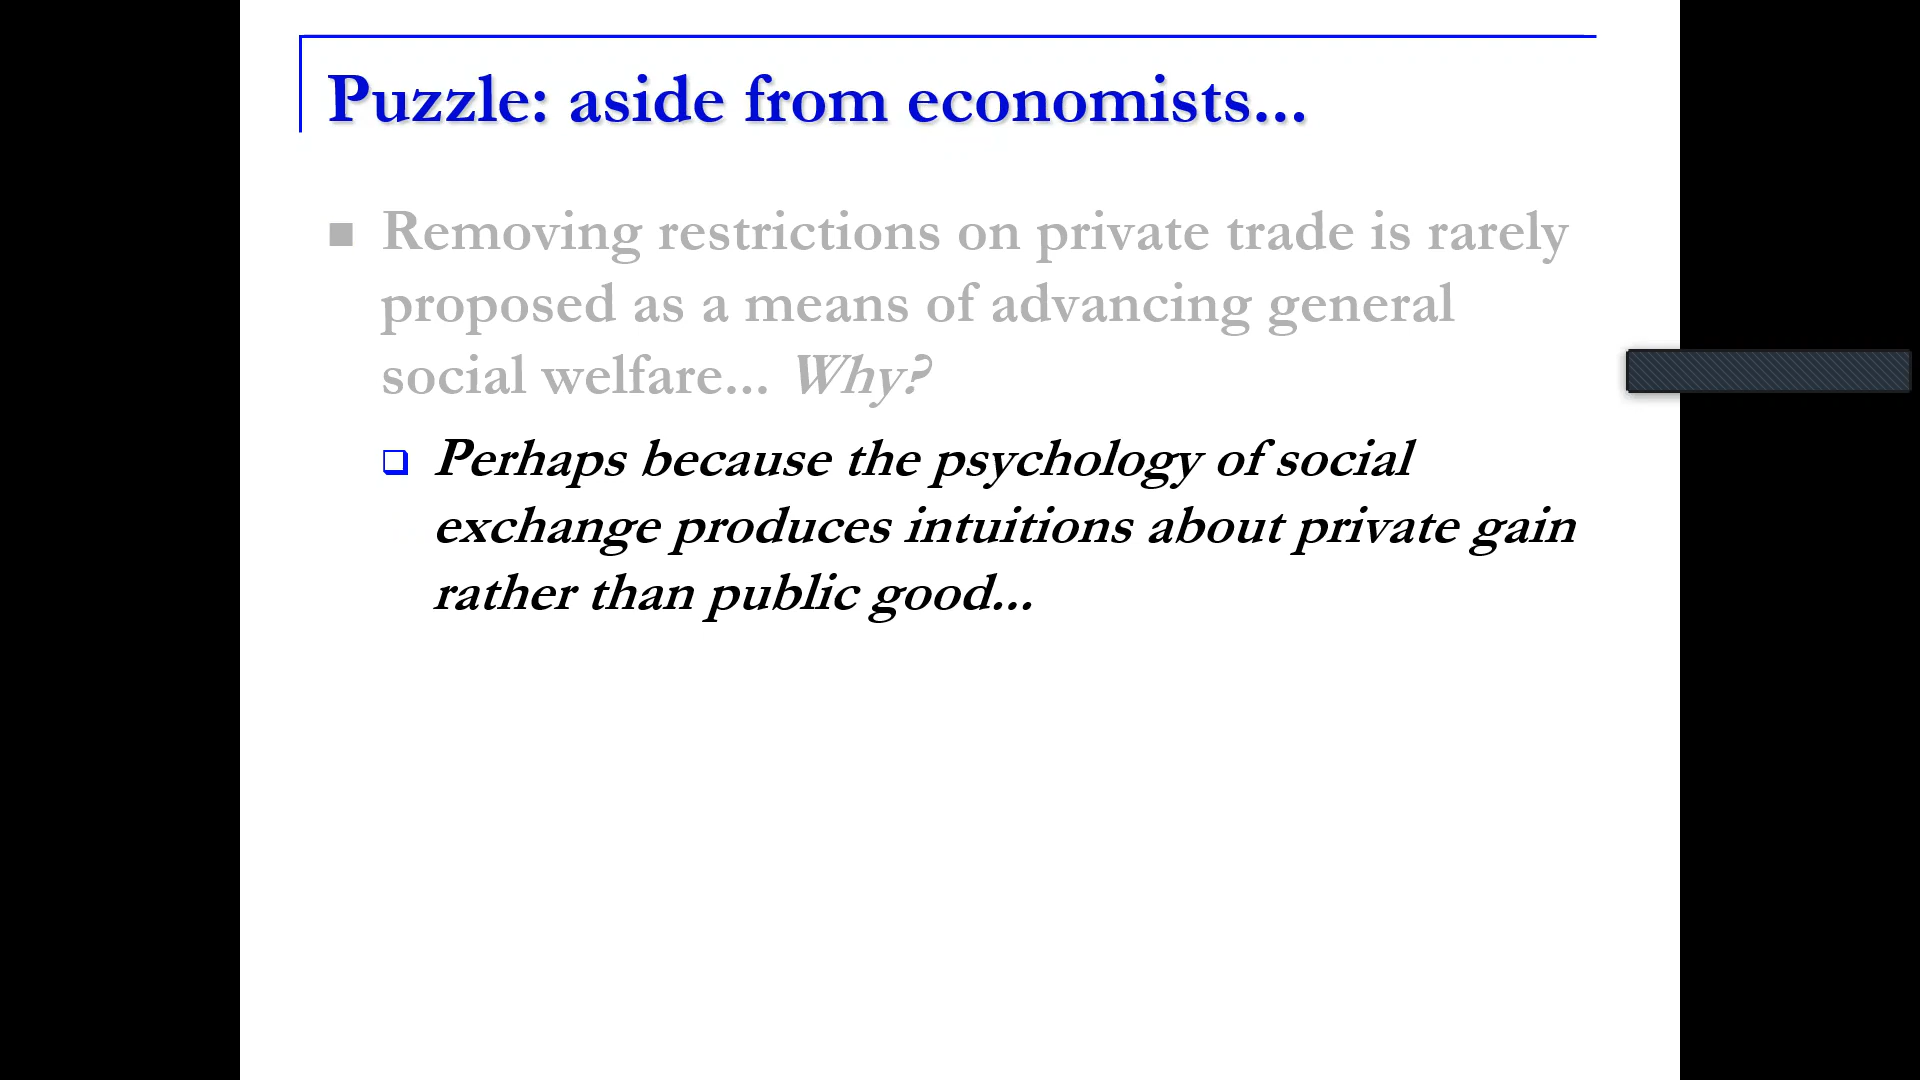 Puzzle: aside from economists...
Removing restrictions on private trade is rarely
proposed as a means of advancing general
social welfare... Why?
Perhaps because the psychology of social
exchange produces intuitions about private gain
rather than public good...